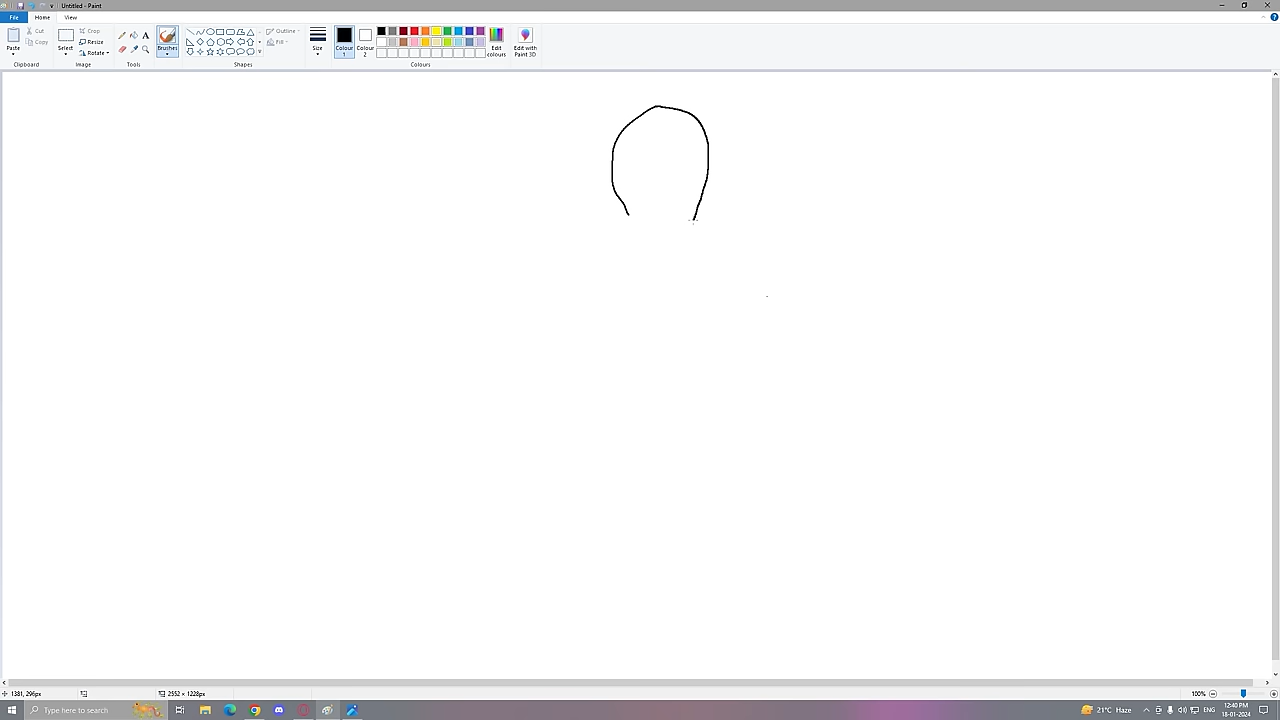 Untitled - Paint
File Home View
Paste
Cut
Copy
Clipboard
Select
Crop
Resize
Rotate
Image
Tools
Brushes
Outline
Fill
Shapes
Size
Colour 1
Colour 2
Edit colours
Colours
Edit with Paint 3D
1381, 296px
2552 × 1228px
100%
Type here to search
21°C Haze
ENG
12:40 PM
18-01-2024